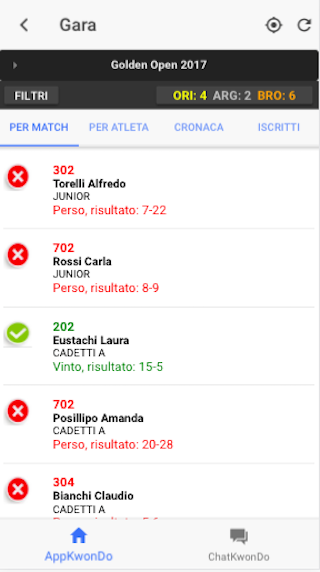 Gara
Golden Open 2017
FILTRI
ORI: 4 ARG: 2 BRO: 6
PER MATCH PER ATLETA CRONACA ISCRITTI
302
Torelli Alfredo
JUNIOR
Perso, risultato: 7-22
702
Rossi Carla
JUNIOR
Perso, risultato: 8-9
202
Eustachi Laura
CADETTI A
Vinto, risultato: 15-5
702
Posillipo Amanda
CADETTI A
Perso, risultato: 20-28
304
Bianchi Claudio
CADETTI A
AppKwonDo ChatKwonDo